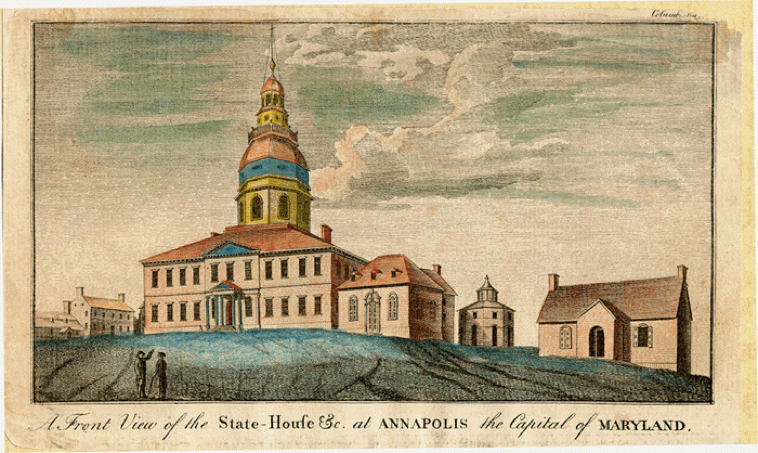 A Front View of the State-Houſe &c. at ANNAPOLIS the Capital of MARYLAND.